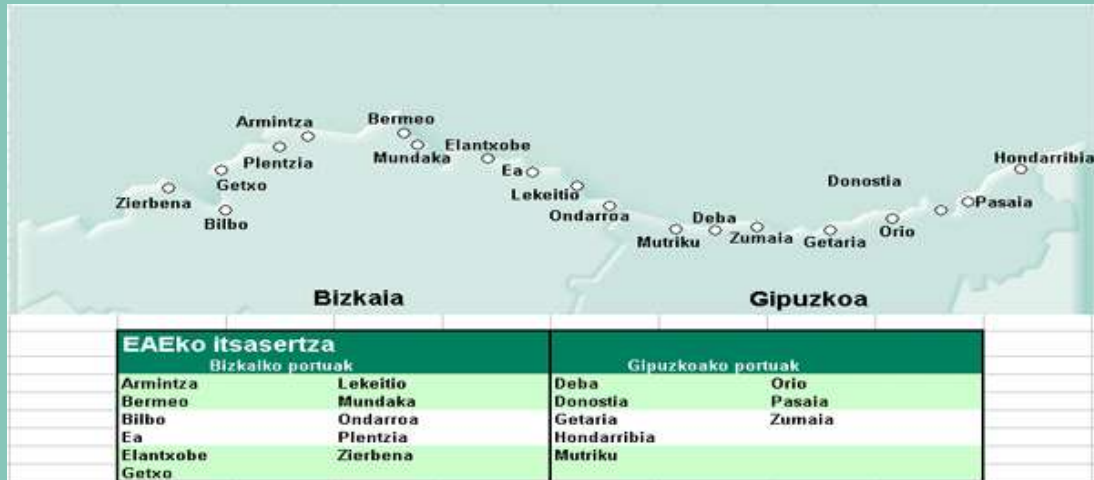 Armintza
Bermeo
Plentzia
Mundaka
Elantxobe
Ea
Getxo
Zierbena
Bilbo
Lekeitio
Ondarroa
Mutriku
Deba
Zumaia
Getaria
Orio
Donostia
Pasaia
Hondarribia
Bizkaia
Gipuzkoa
EAEko itsasertza
Bizkaiko portuak Gipuzkoako portuak
Armintza Lekeitio Deba Orio
Bermeo Mundaka Donostia Pasaia
Bilbo Ondarroa Getaria Zumaia
Ea Plentzia Hondarribia
Elantxobe Zierbena Mutriku
Getxo